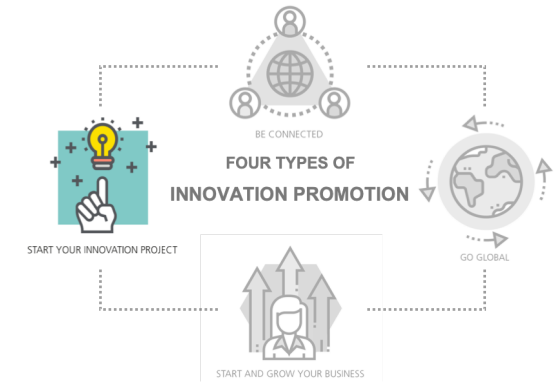 BE CONNECTED
FOUR TYPES OF
INNOVATION PROMOTION
START YOUR INNOVATION PROJECT
GO GLOBAL
START AND GROW YOUR BUSINESS